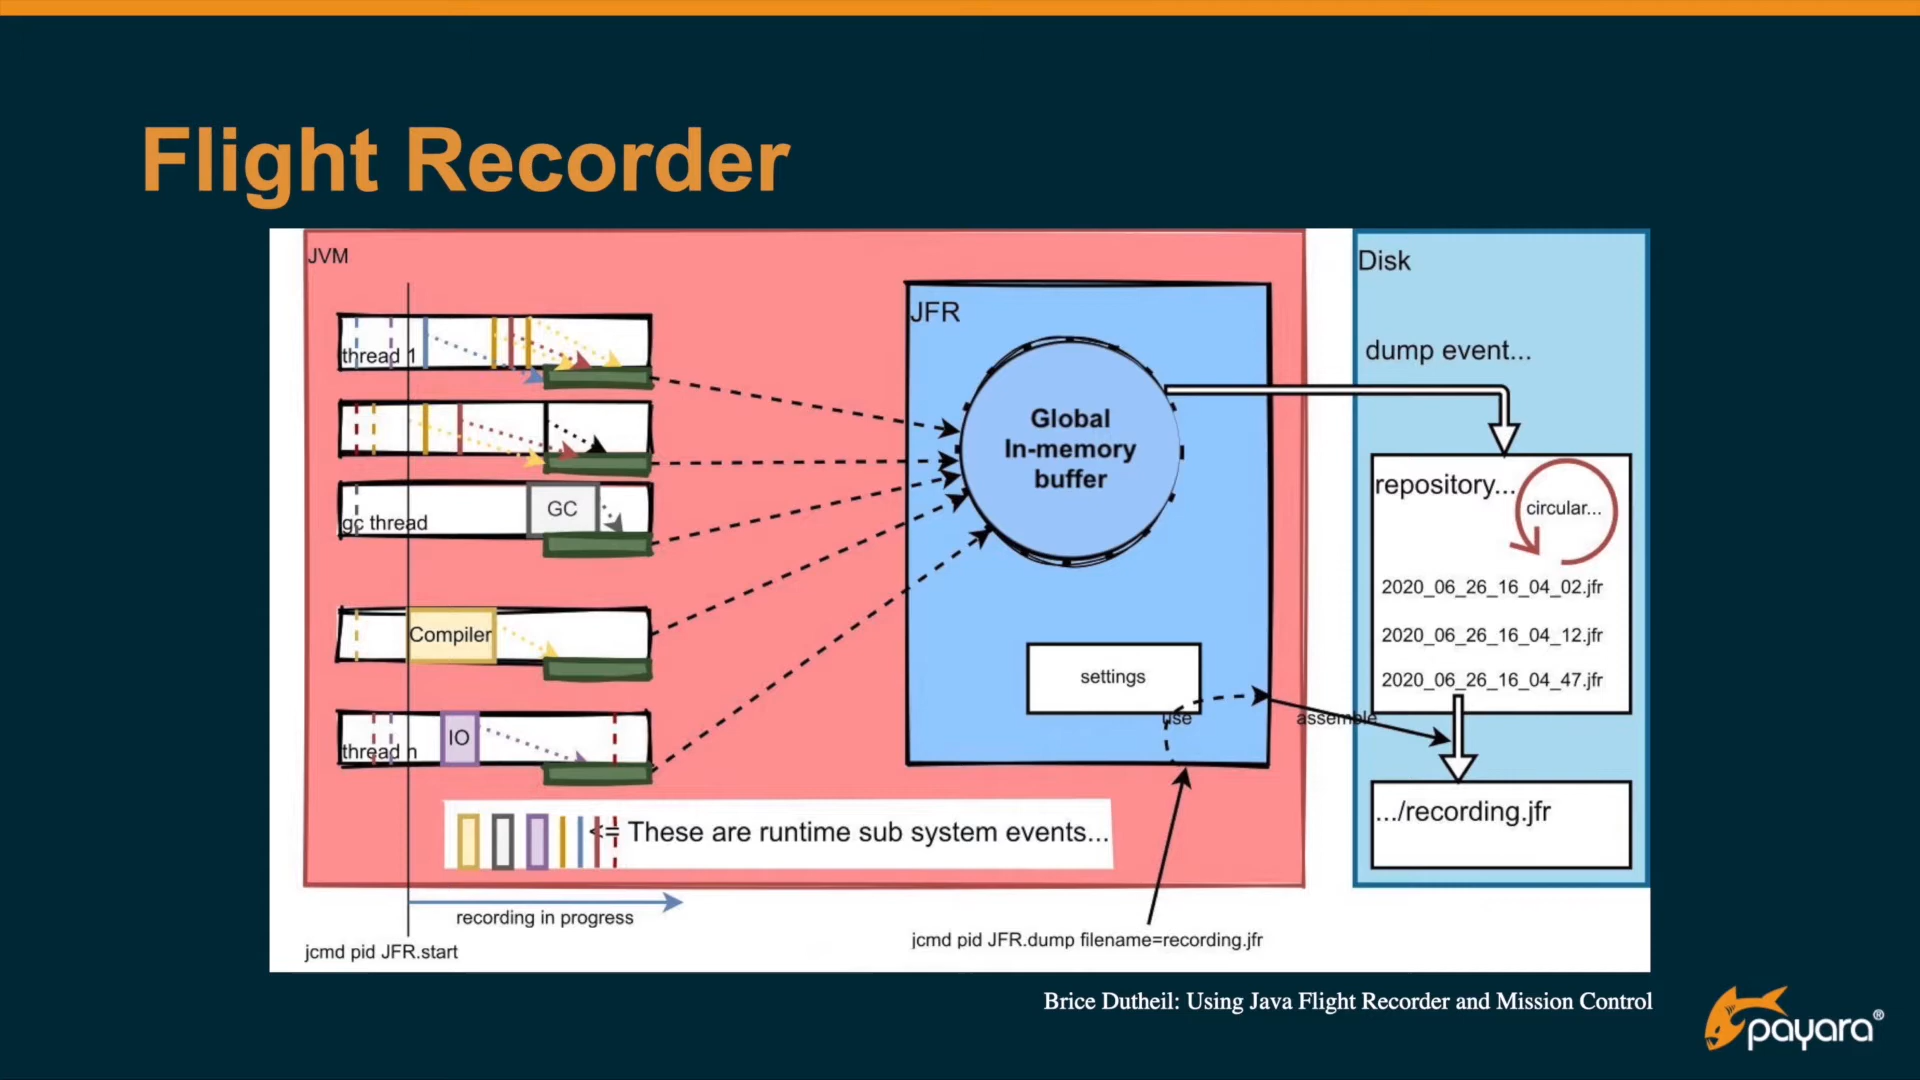 Flight Recorder
JVM
thread 1
gc thread
GC
Compiler
thread n
IO
<= These are runtime sub system events...
recording in progress
jcmd pid JFR.start
JFR
Global
In-memory
buffer
settings
use
assemble
jcmd pid JFR.dump filename=recording.jfr
Disk
dump event...
repository...
circular...
2020_06_26_16_04_02.jfr
2020_06_26_16_04_12.jfr
2020_06_26_16_04_47.jfr
.../recording.jfr
Brice Dutheil: Using Java Flight Recorder and Mission Control
payara®